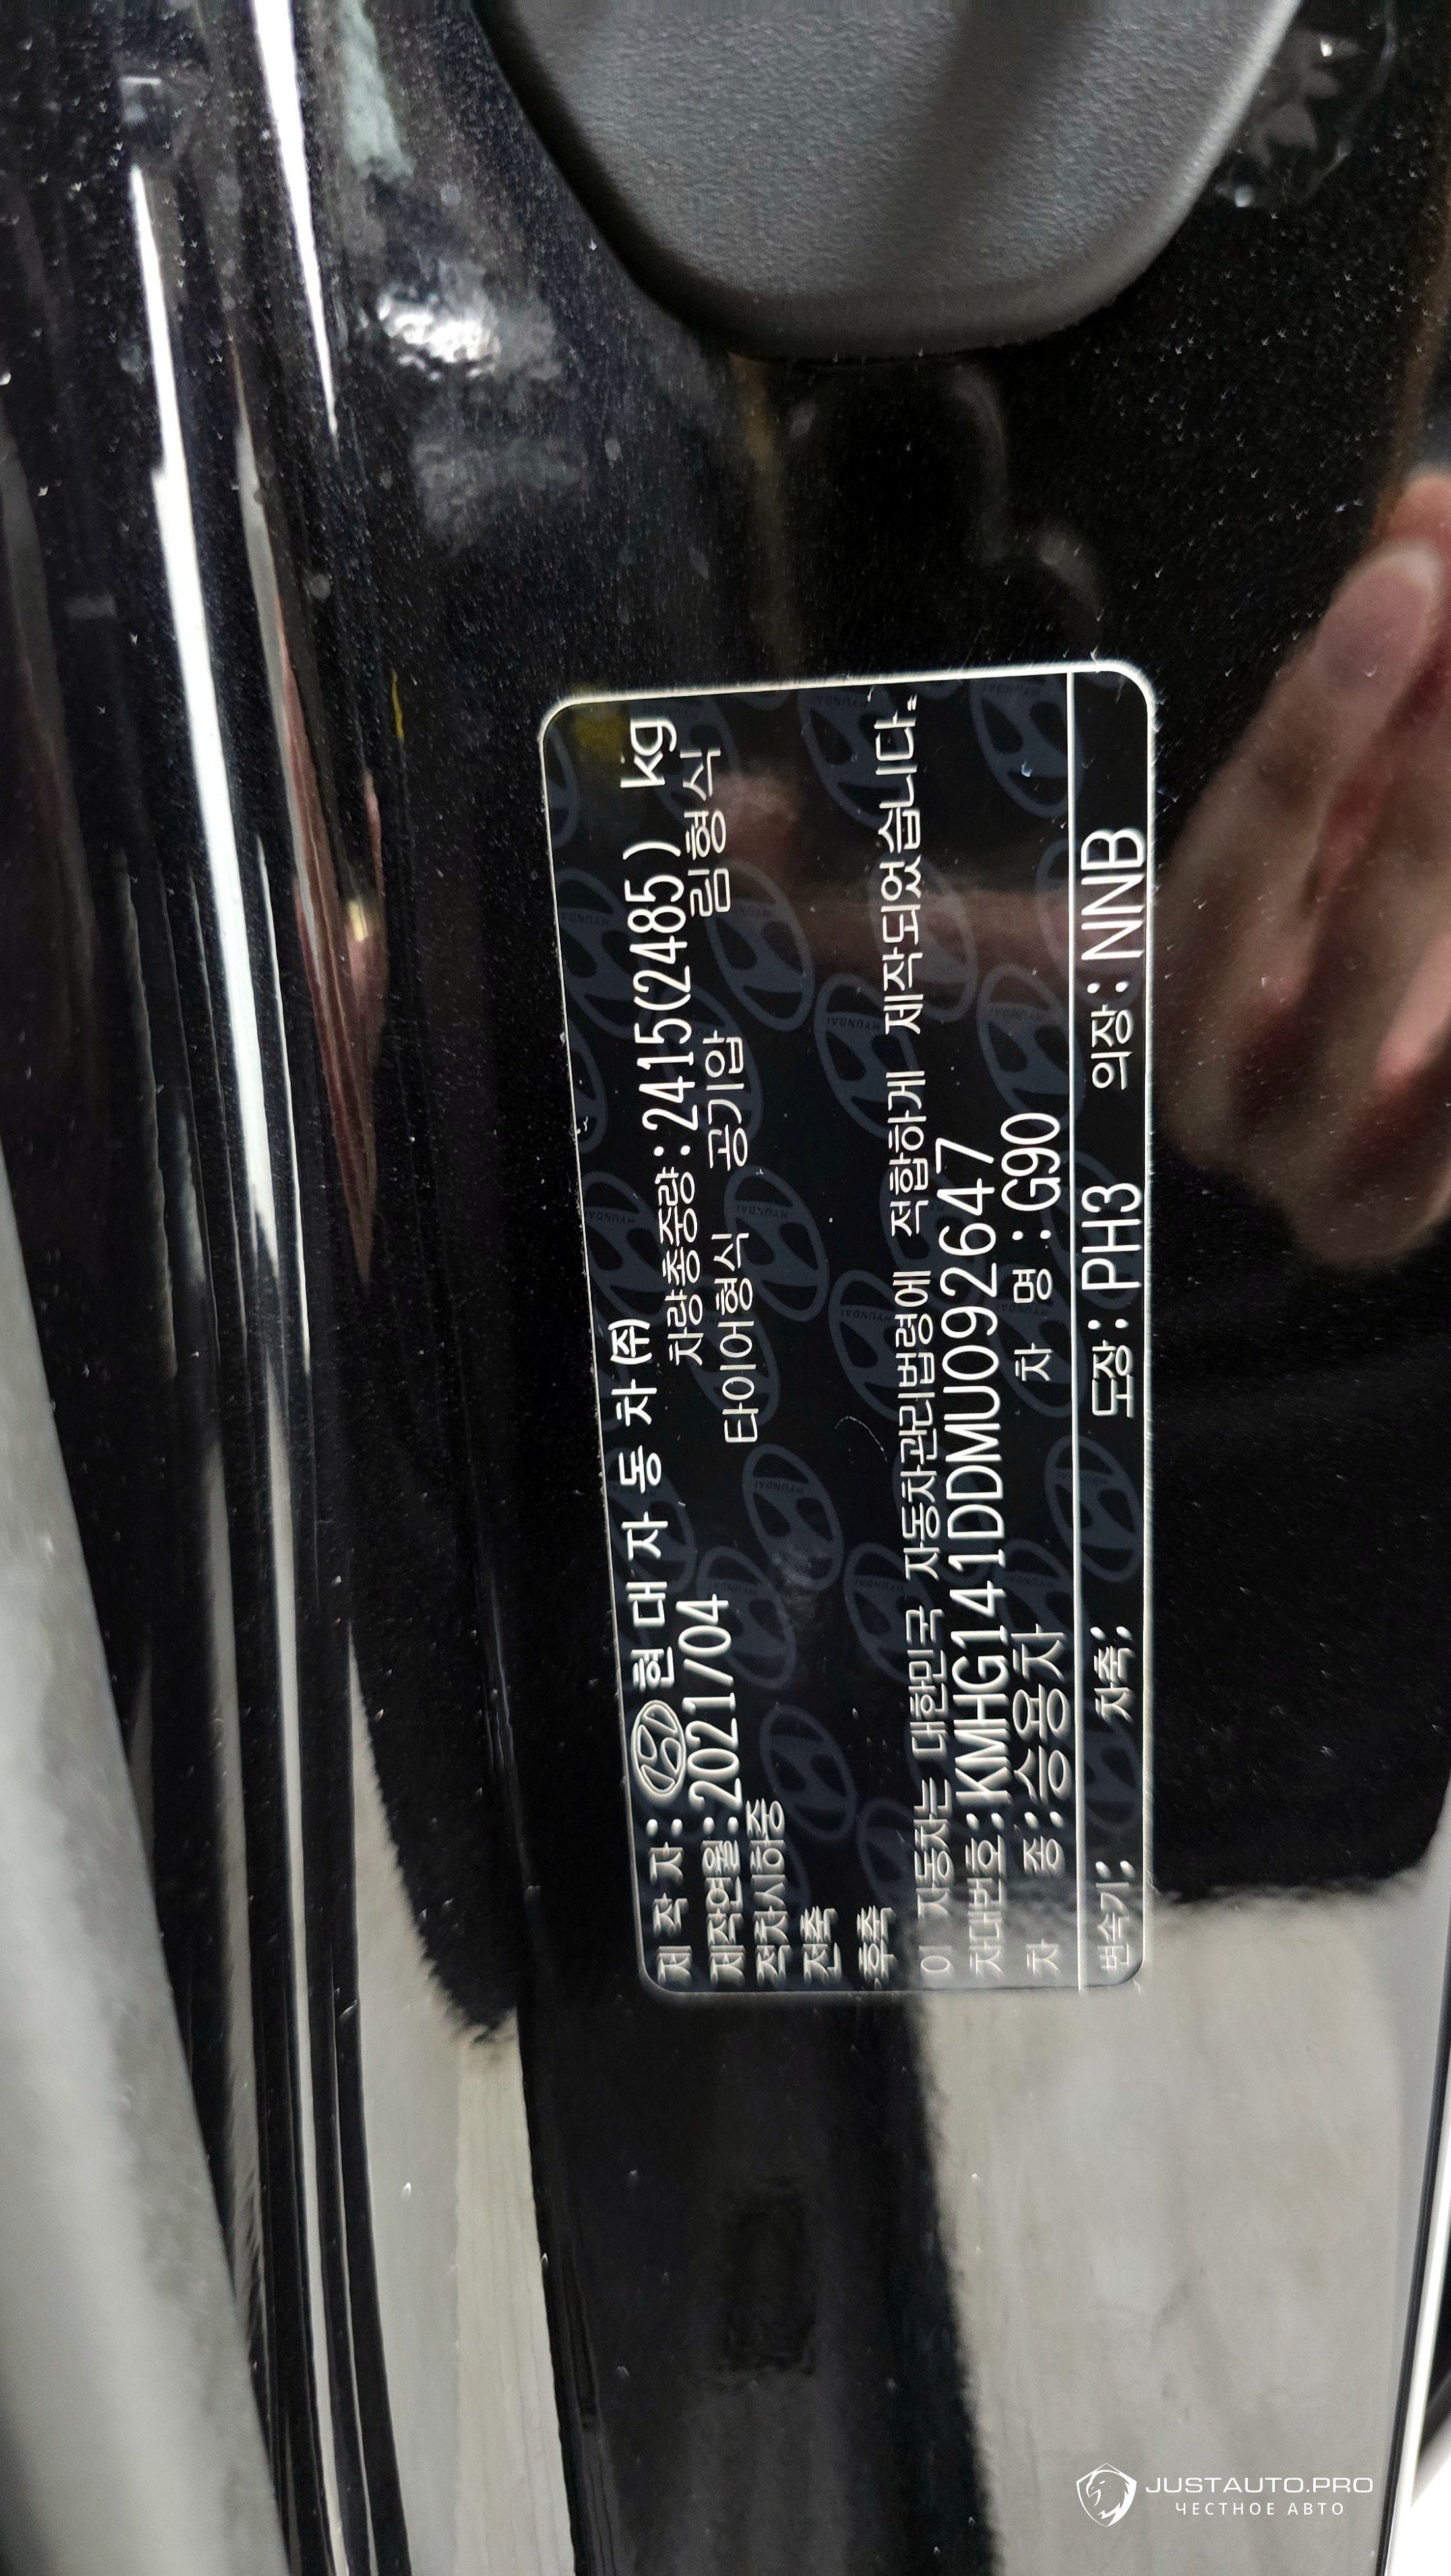 제 작 자 : 현 대 자 동 차 (주)
제작연월:2021/04 차량총중량:2415(2485) kg
적차시하중 타이어형식 공기압 림형식
전축
후축
이 자동차는 대한민국 자동차관리법령에 적합하게 제작되었습니다.
차대번호:KMHG141DDMU092647
차 종:승용차 차 명:G90
변속기: 차축: 도장:PH3 의장:NNB
JUSTAUTO.PRO
ЧЕСТНОЕ АВТО